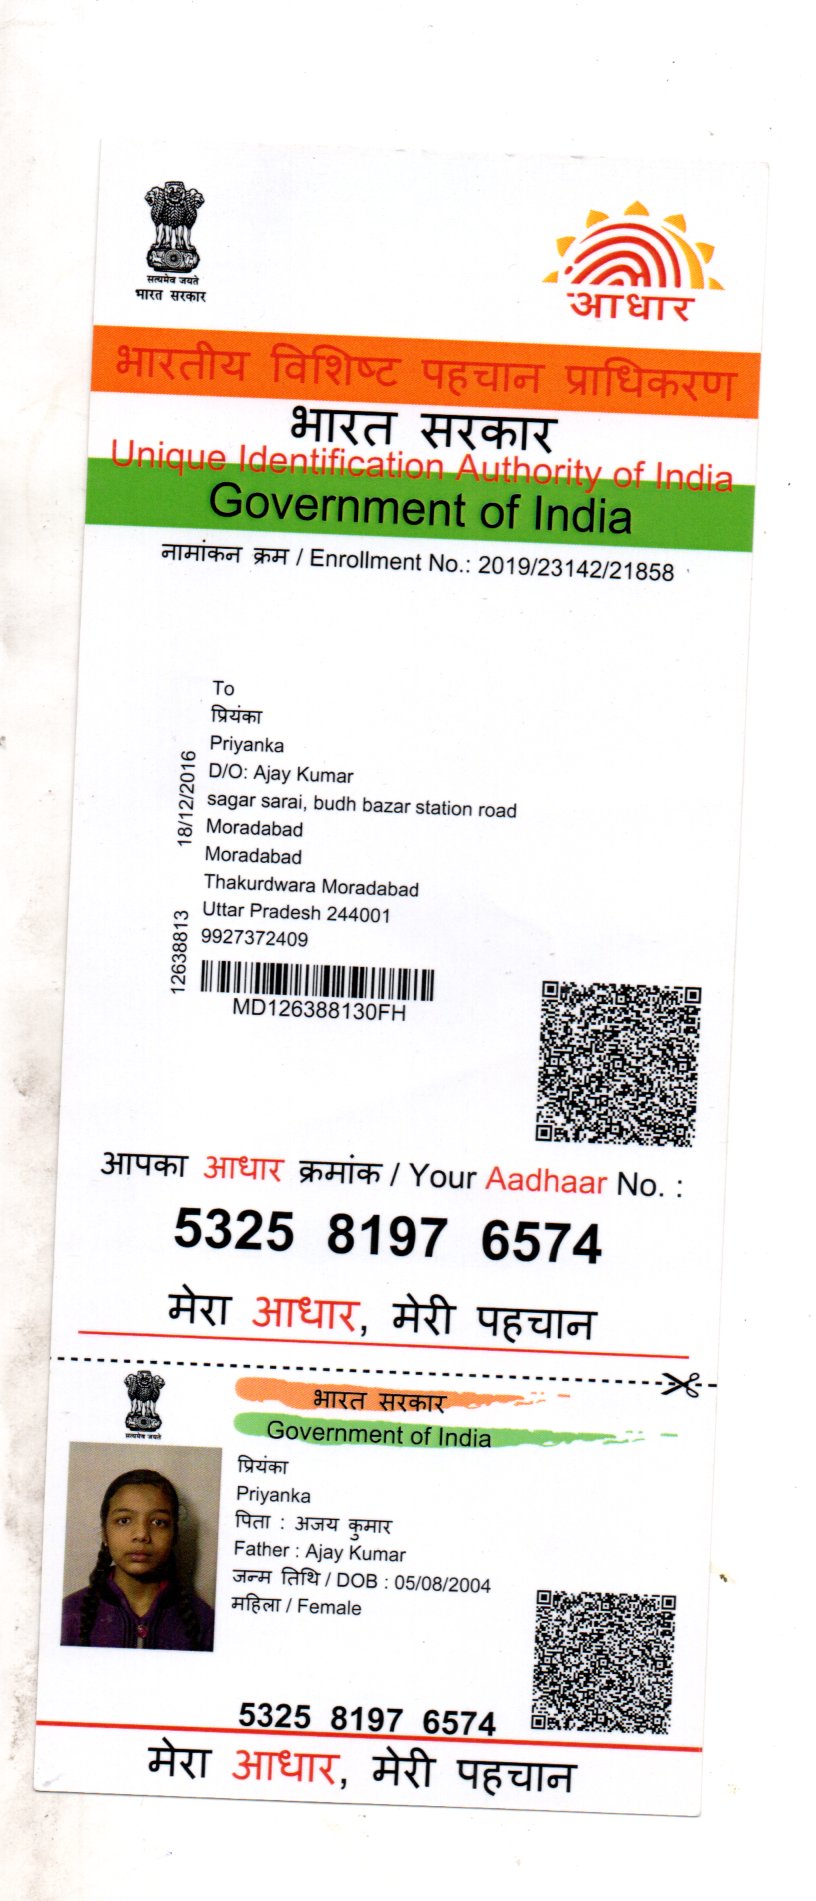 सत्यमेव जयते
भारत सरकार
आधार
भारतीय विशिष्ट पहचान प्राधिकरण
भारत सरकार
Unique Identification Authority of India
Government of India
नामांकन क्रम / Enrollment No.: 2019/23142/21858
To
प्रियंका
Priyanka
D/O: Ajay Kumar
sagar sarai, budh bazar station road
Moradabad
Moradabad
Thakurdwara Moradabad
Uttar Pradesh 244001
9927372409
18/12/2016
12638813
MD126388130FH
आपका आधार क्रमांक / Your Aadhaar No. :
5325 8197 6574
मेरा आधार, मेरी पहचान
सत्यमेव जयते
भारत सरकार
Government of India
प्रियंका
Priyanka
पिता : अजय कुमार
Father : Ajay Kumar
जन्म तिथि / DOB : 05/08/2004
महिला / Female
5325 8197 6574
मेरा आधार, मेरी पहचान